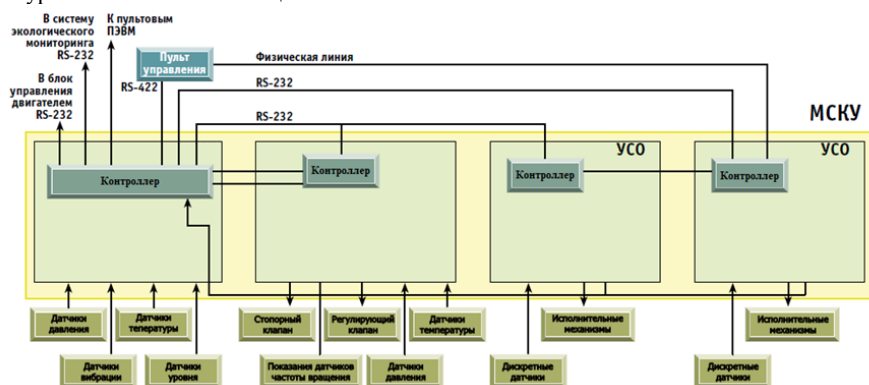 В систему
экологического
мониторинга
RS-232
К пультовым
ПЭВМ
В блок
управления
двигателем
RS-232
Пульт
управления
RS-422
Физическая линия
RS-232
RS-232
МСКУ
УСО
УСО
Контроллер
Контроллер
Контроллер
Контроллер
Датчики
давления
Датчики
тепературы
Стопорный
клапан
Регулирующий
клапан
Датчики
температуры
Исполнительные
механизмы
Исполнительные
механизмы
Датчики
вибрации
Датчики
уровня
Показания датчиков
частоты вращения
Датчики
давления
Дискретные
датчики
Дискретные
датчики